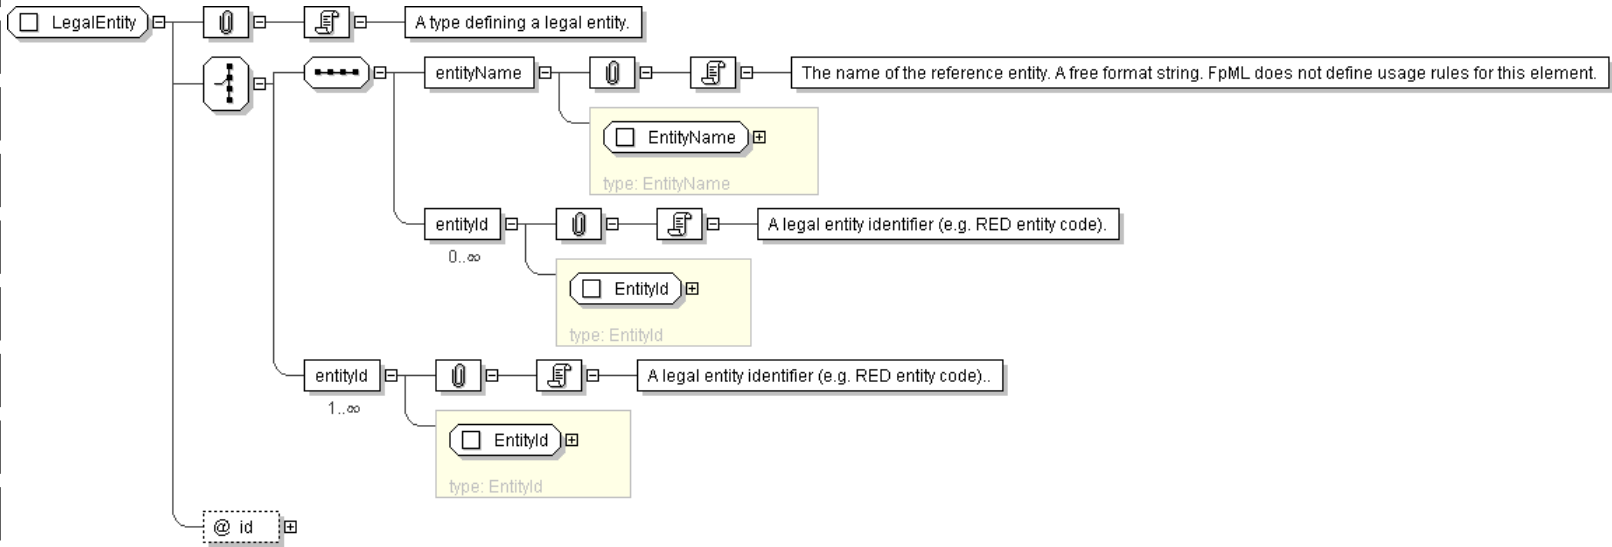 LegalEntity
A type defining a legal entity.
entityName
The name of the reference entity. A free format string. FpML does not define usage rules for this element.
EntityName
type: EntityName
entityId
A legal entity identifier (e.g. RED entity code).
0..∞
EntityId
type: EntityId
entityId
A legal entity identifier (e.g. RED entity code)..
1..∞
EntityId
type: EntityId
@ id